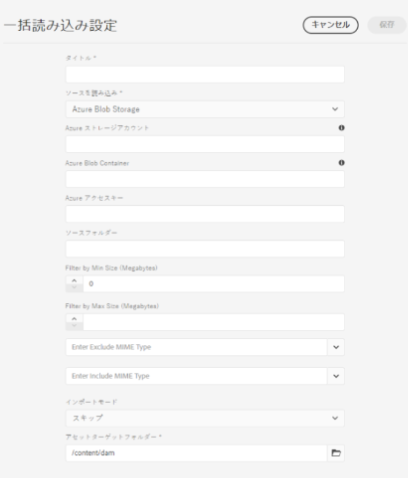 一括読み込み設定
キャンセル
保存
タイトル *
ソースを読み込み *
Azure Blob Storage
Azure ストレージアカウント
Azure Blob Container
Azure アクセスキー
ソースフォルダー
Filter by Min Size (Megabytes)
0
Filter by Max Size (Megabytes)
Enter Exclude MIME Type
Enter Include MIME Type
インポートモード
スキップ
アセットターゲットフォルダー *
/content/dam